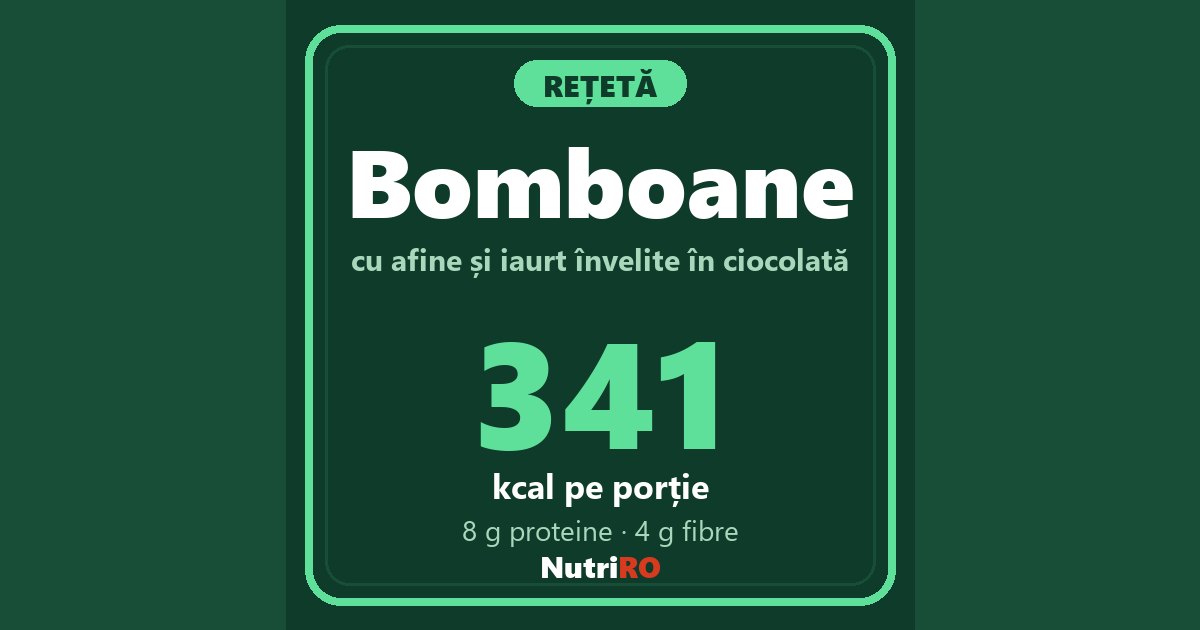 REȚETĂ
Bomboane
cu afine și iaurt învelite în ciocolată
341
kcal pe porție
8 g proteine · 4 g fibre
NutriRO